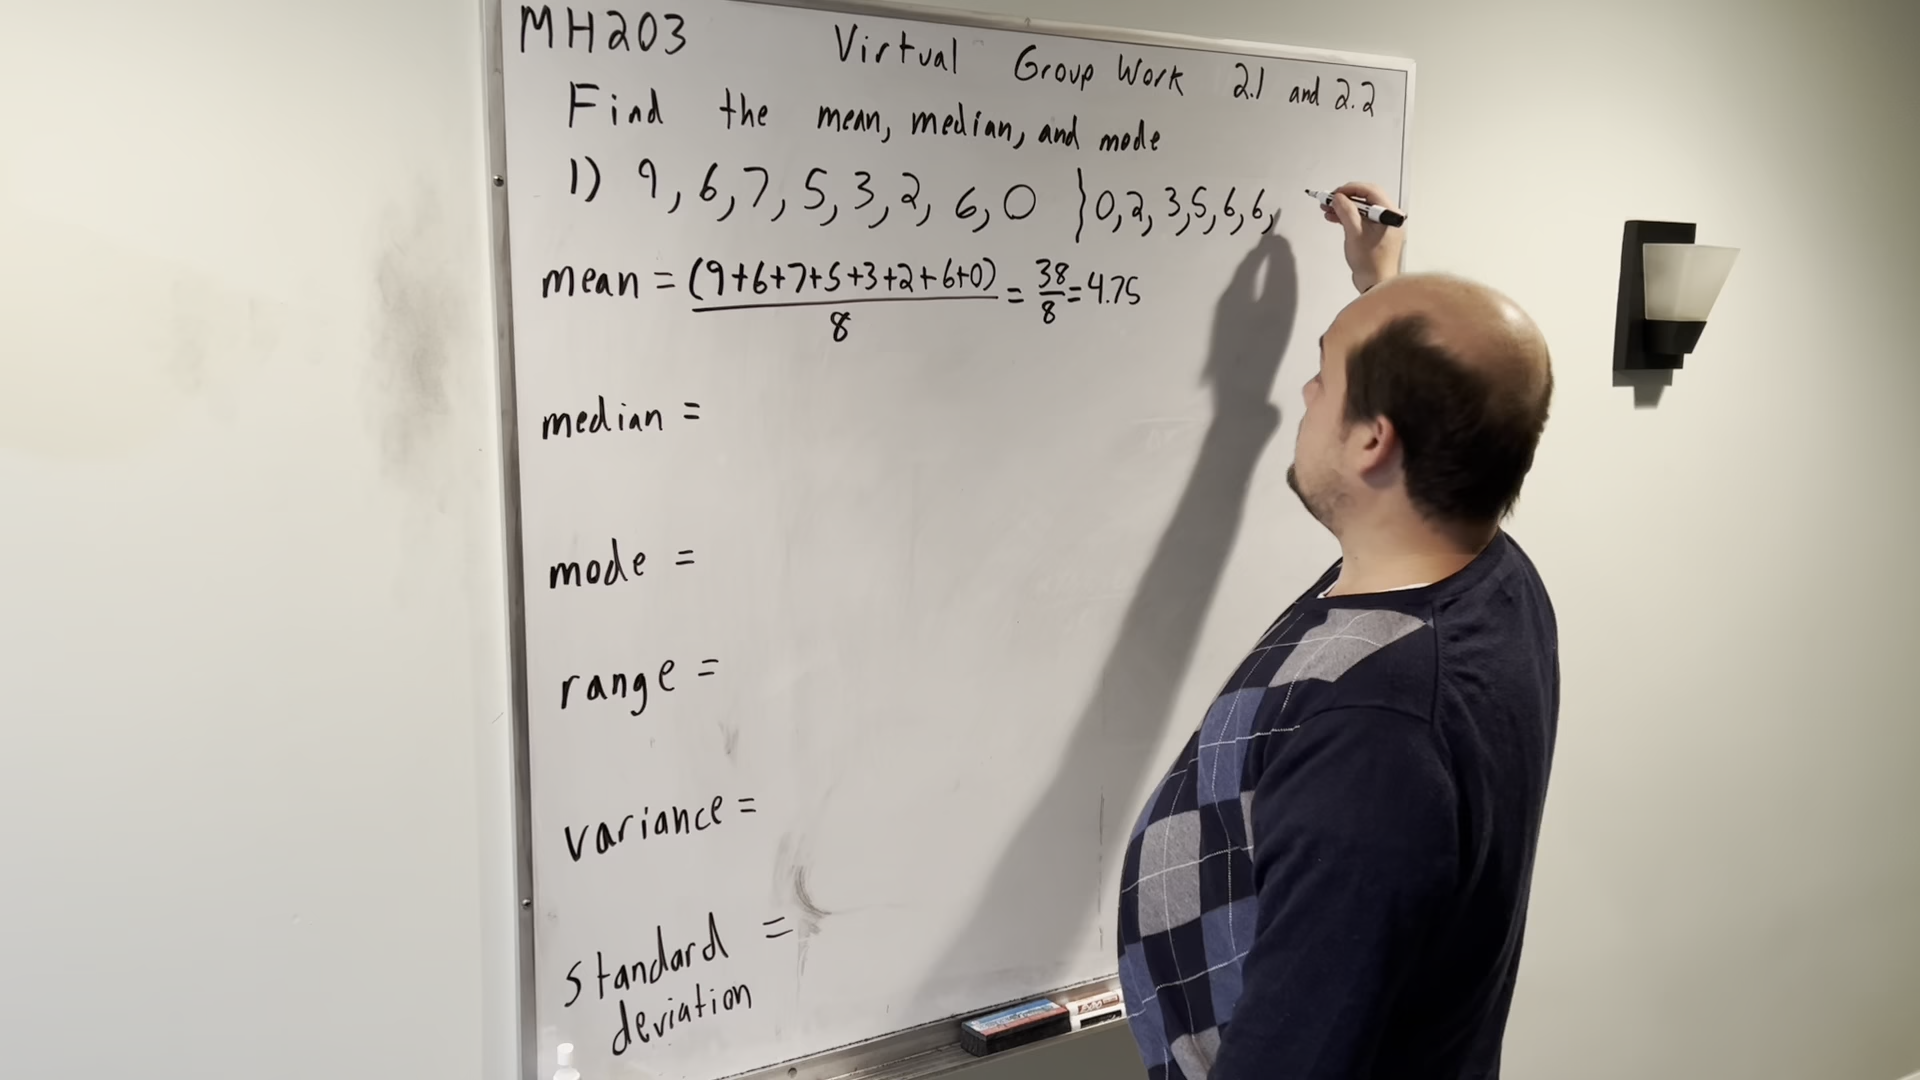 MH203 Virtual Group Work 2.1 and 2.2
Find the mean, median, and mode
1) 9, 6, 7, 5, 3, 2, 6, 0 } 0, 2, 3, 5, 6, 6,
mean = (9+6+7+5+3+2+6+0)/8 = 38/8 = 4.75
median =
mode =
range =
variance =
standard deviation =